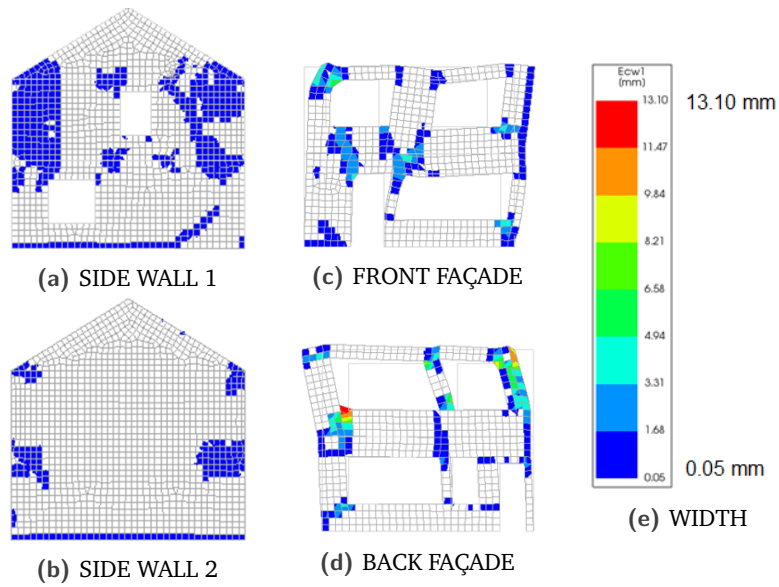 Ecw1
(mm)
13.10
11.47
9.84
8.21
6.58
4.94
3.31
1.68
0.05
13.10 mm
0.05 mm
(a) SIDE WALL 1
(c) FRONT FAÇADE
(e) WIDTH
(b) SIDE WALL 2
(d) BACK FAÇADE